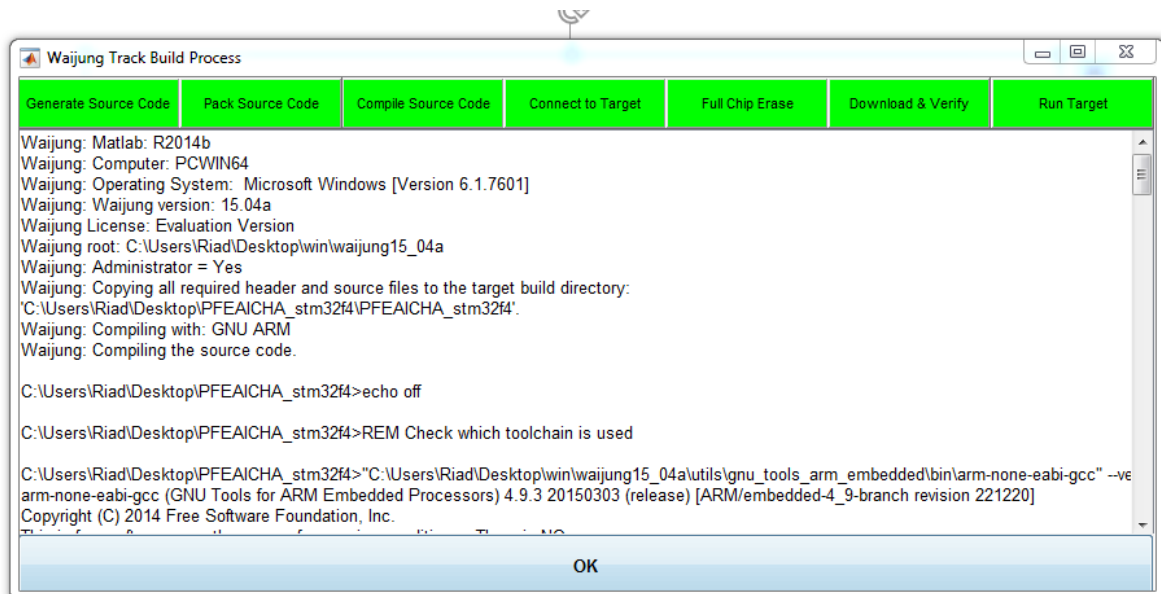 Waijung Track Build Process
Generate Source Code Pack Source Code Compile Source Code Connect to Target Full Chip Erase Download & Verify Run Target
Waijung: Matlab: R2014b
Waijung: Computer: PCWIN64
Waijung: Operating System:  Microsoft Windows [Version 6.1.7601]
Waijung: Waijung version: 15.04a
Waijung License: Evaluation Version
Waijung root: C:\Users\Riad\Desktop\win\waijung15_04a
Waijung: Administrator = Yes
Waijung: Copying all required header and source files to the target build directory:
'C:\Users\Riad\Desktop\PFEAICHA_stm32f4\PFEAICHA_stm32f4'.
Waijung: Compiling with: GNU ARM
Waijung: Compiling the source code.
C:\Users\Riad\Desktop\PFEAICHA_stm32f4>echo off
C:\Users\Riad\Desktop\PFEAICHA_stm32f4>REM Check which toolchain is used
C:\Users\Riad\Desktop\PFEAICHA_stm32f4>"C:\Users\Riad\Desktop\win\waijung15_04a\utils\gnu_tools_arm_embedded\bin\arm-none-eabi-gcc" --ve
arm-none-eabi-gcc (GNU Tools for ARM Embedded Processors) 4.9.3 20150303 (release) [ARM/embedded-4_9-branch revision 221220]
Copyright (C) 2014 Free Software Foundation, Inc.
OK